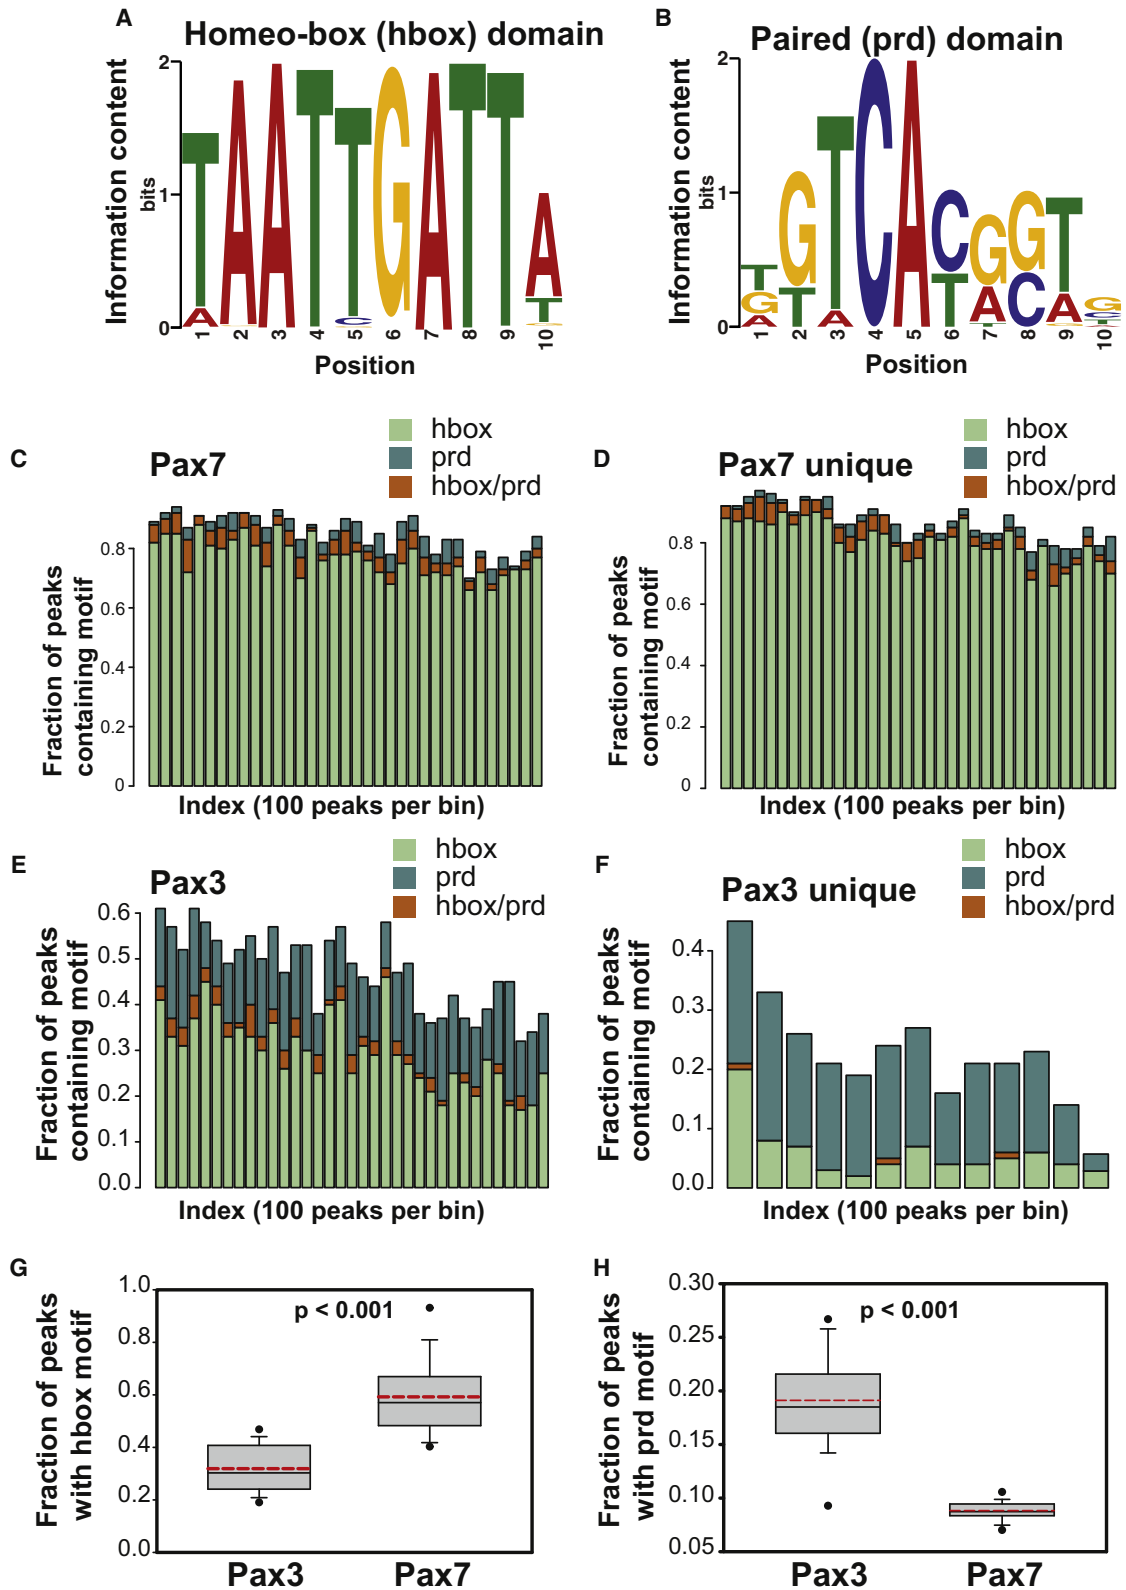 A
Homeo-box (hbox) domain
Information content
bits
2
1
0
T A A T T G A T T A
A C T
1 2 3 4 5 6 7 8 9 10
Position
B
Paired (prd) domain
Information content
bits
2
1
0
T G T C A C G G T G
G T A T A C A C
A T T
1 2 3 4 5 6 7 8 9 10
Position
C
Pax7
hbox
prd
hbox/prd
Fraction of peaks
containing motif
0.8
0.6
0.4
0.2
0
Index (100 peaks per bin)
D
Pax7 unique
hbox
prd
hbox/prd
Fraction of peaks
containing motif
0.8
0.6
0.4
0.2
0
Index (100 peaks per bin)
E
Pax3
hbox
prd
hbox/prd
Fraction of peaks
containing motif
0.6
0.5
0.4
0.3
0.2
0.1
0.0
Index (100 peaks per bin)
F
Pax3 unique
hbox
prd
hbox/prd
Fraction of peaks
containing motif
0.4
0.3
0.2
0.1
0.0
Index (100 peaks per bin)
G
Fraction of peaks
with hbox motif
1.0
0.8
0.6
0.4
0.2
0.0
p < 0.001
Pax3 Pax7
H
Fraction of peaks
with prd motif
0.30
0.25
0.20
0.15
0.10
0.05
p < 0.001
Pax3 Pax7